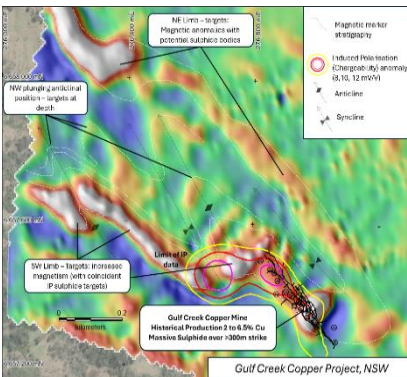 NE Limb – targets:
Magnetic anomalies with
potential sulphide bodies
Magnetic marker
stratigraphy
Induced Polarisation
(Chargeability) anomaly
(8,10, 12 mV/V)
Anticline
Syncline
NW plunging anticlinal
position – targets at
depth
SW Limb – Targets: increased
magnetism (with coincident
IP sulphide targets)
Limit of IP
data
0
0.2
kilometers
Gulf Creek Copper Mine
Historical Production 2 to 6.5% Cu
Massive Sulphide over >300m strike
Gulf Creek Copper Project, NSW